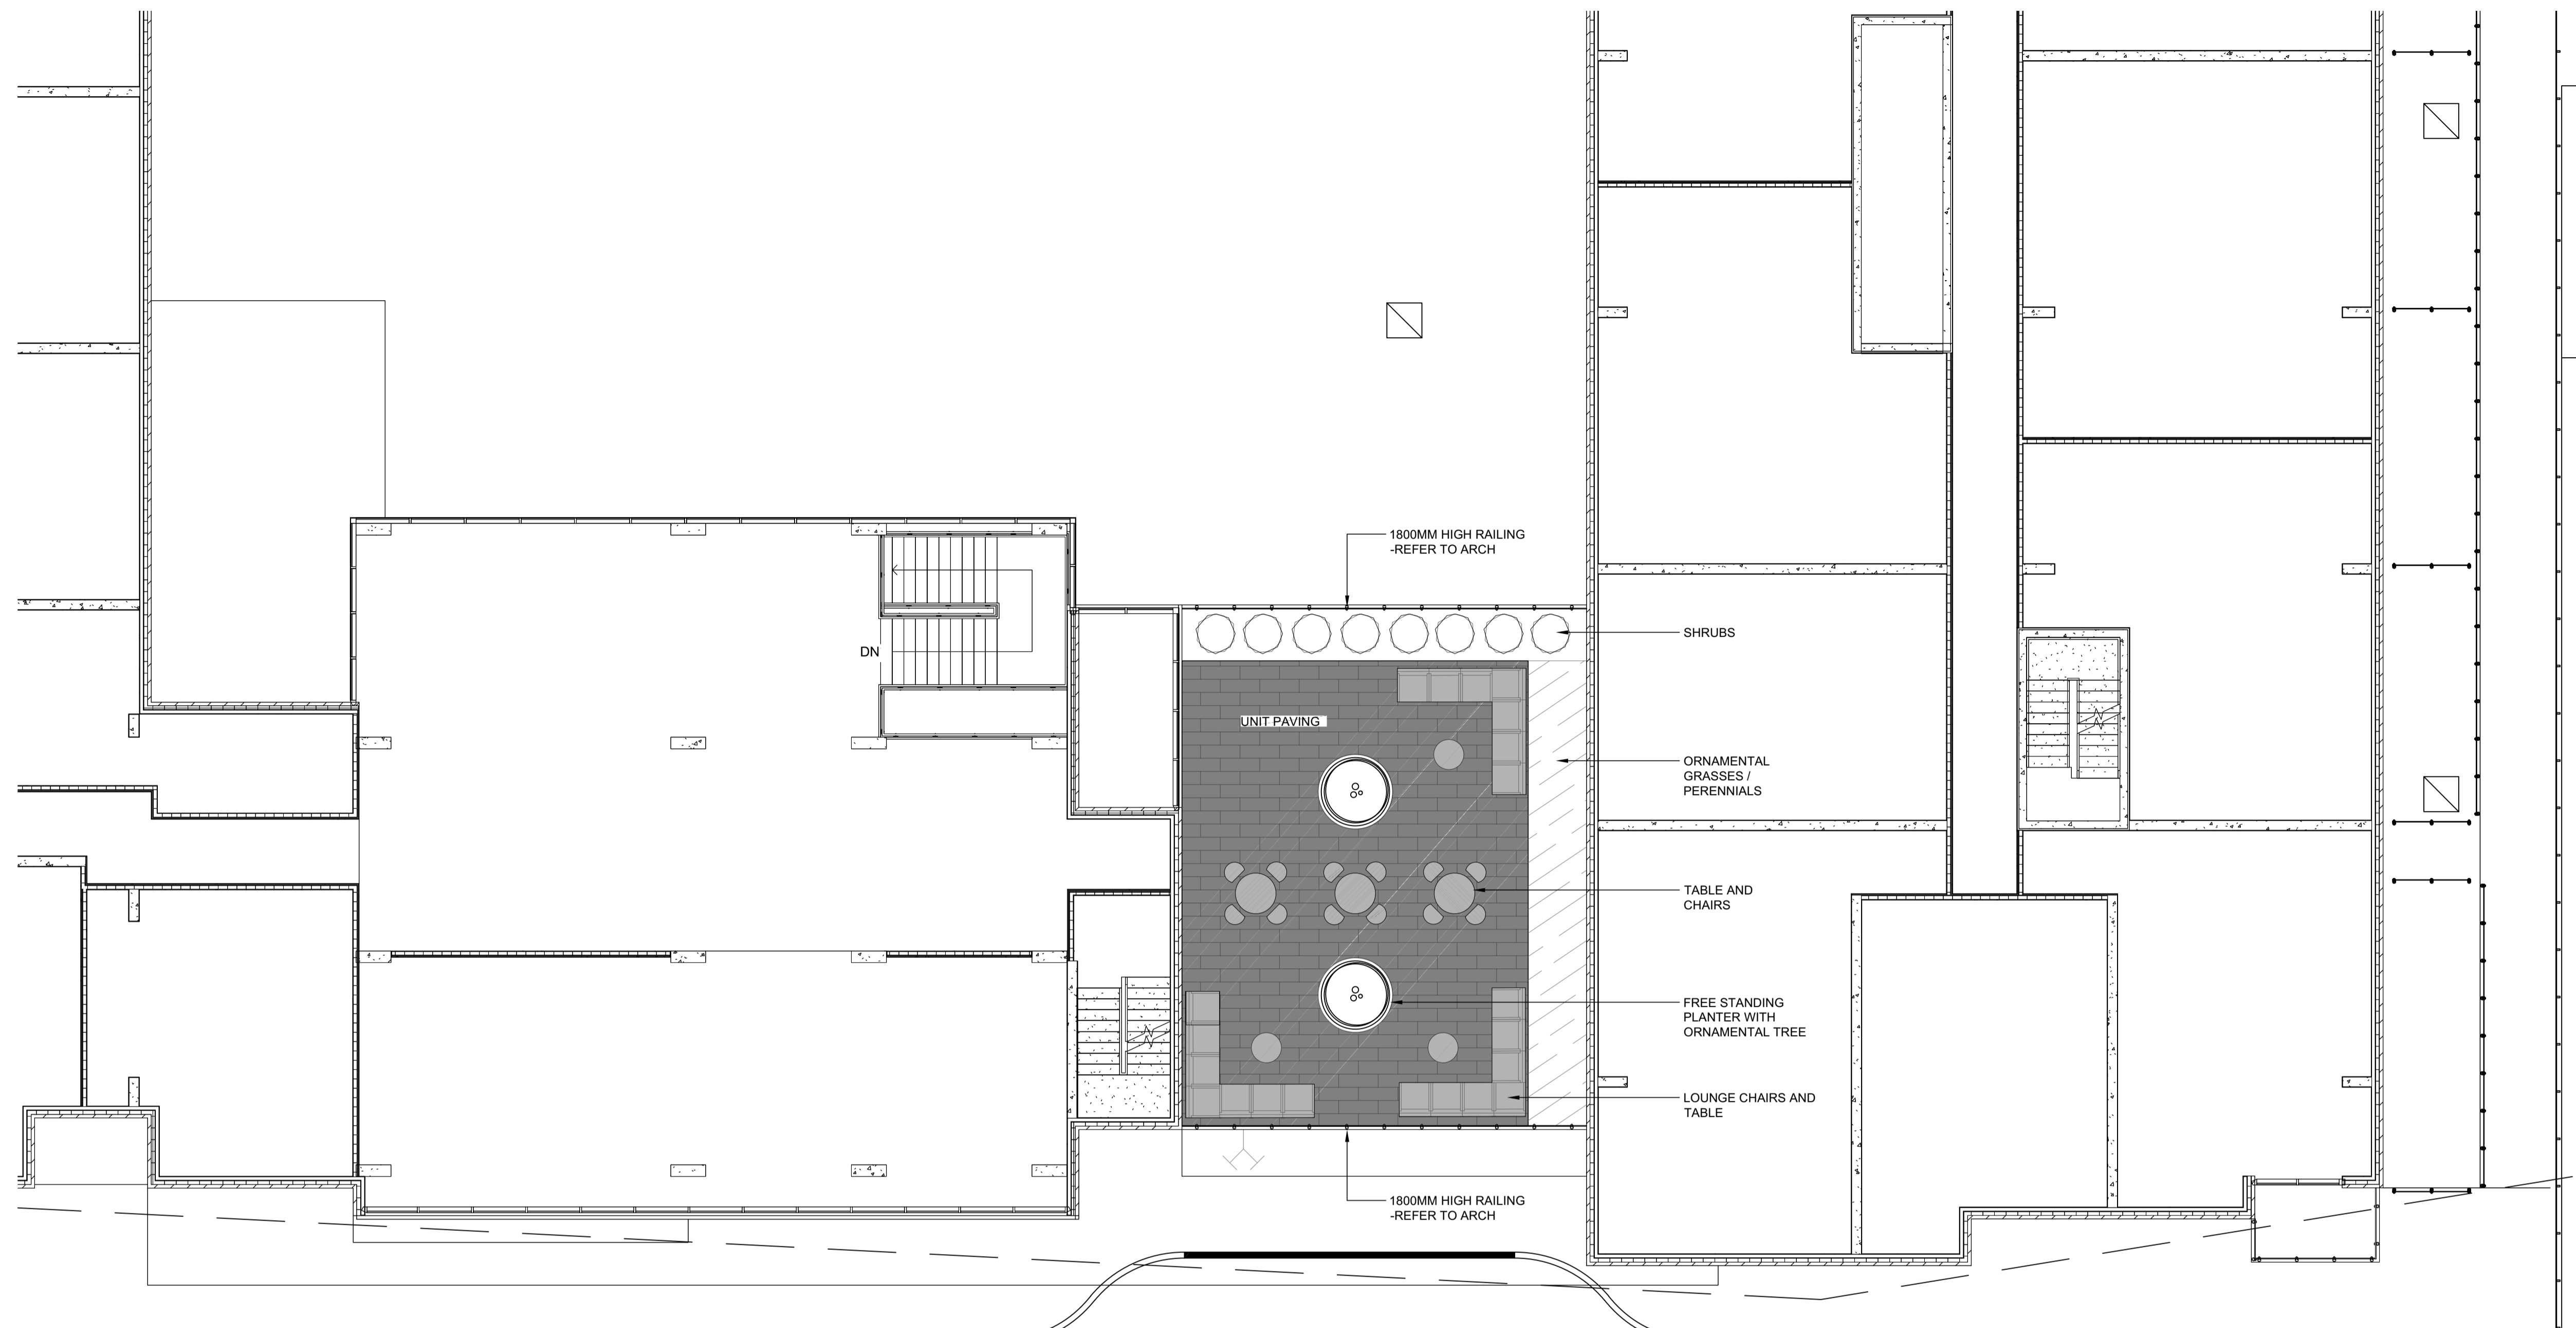 1800MM HIGH RAILING
-REFER TO ARCH
SHRUBS
DN
UNIT PAVING
ORNAMENTAL
GRASSES /
PERENNIALS
TABLE AND
CHAIRS
FREE STANDING
PLANTER WITH
ORNAMENTAL TREE
LOUNGE CHAIRS AND
TABLE
1800MM HIGH RAILING
-REFER TO ARCH